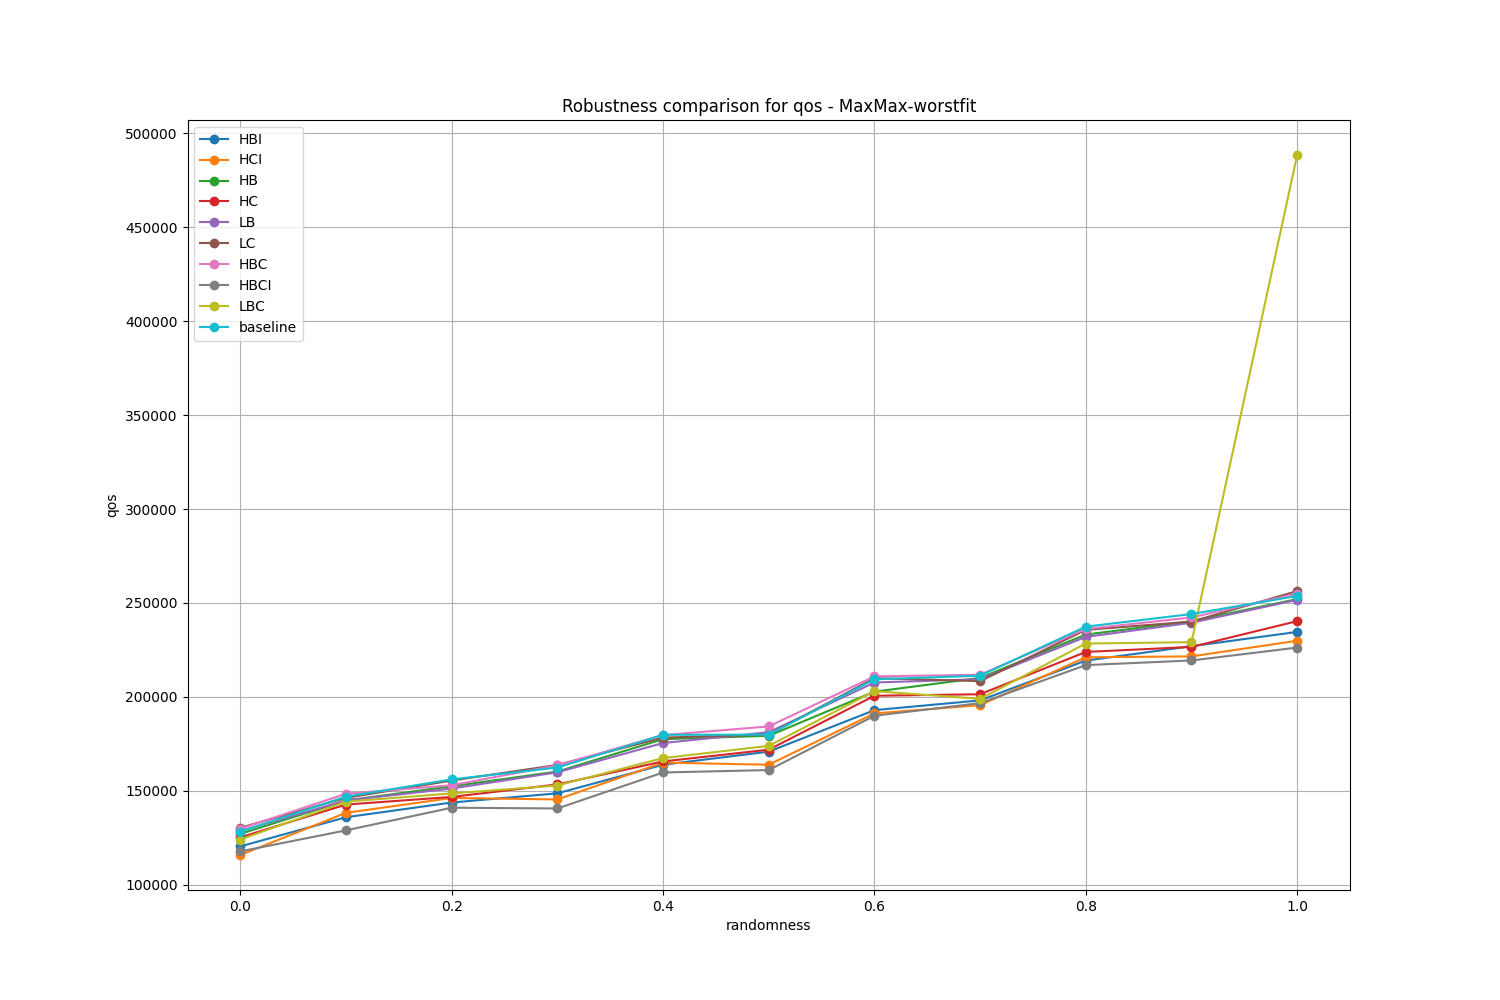 Robustness comparison for qos - MaxMax-worstfit
500000
450000
400000
350000
300000
250000
200000
150000
100000
qos
HBI
HCI
HB
HC
LB
LC
HBC
HBCI
LBC
baseline
0.0 0.2 0.4 0.6 0.8 1.0
randomness